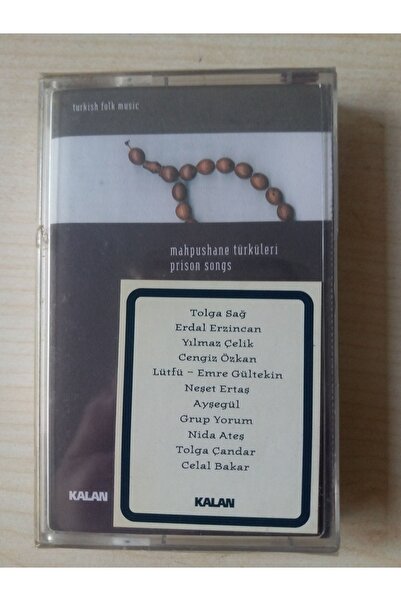 turkish folk music
mahpushane türküleri
prison songs
Tolga Sağ
Erdal Erzincan
Yılmaz Çelik
Cengiz Özkan
Lütfü – Emre Gültekin
Neşet Ertaş
Ayşegül
Grup Yorum
Nida Ateş
Tolga Çandar
Celal Bakar
KALAN
KALAN